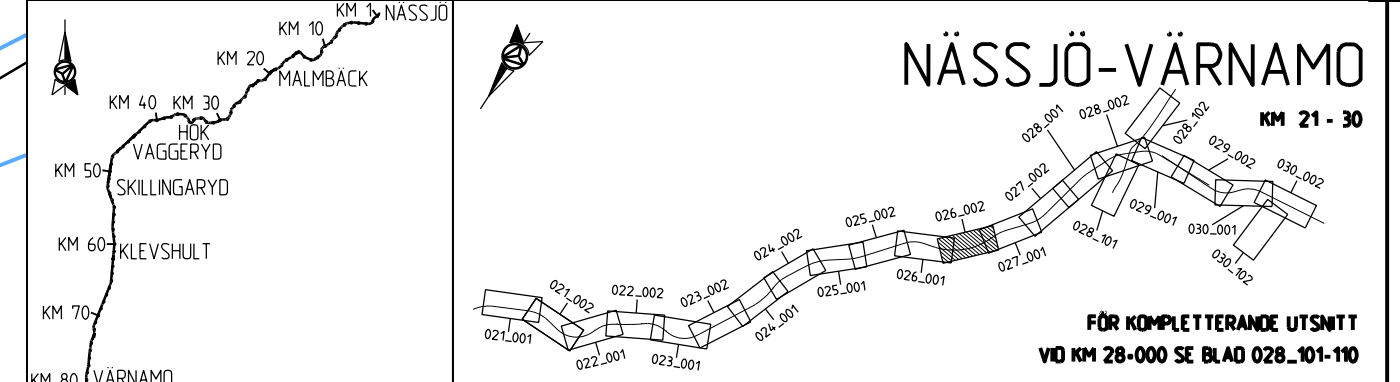 KM 1 NÄSSJÖ
KM 10
KM 20
MALMBÄCK
KM 40 KM 30
HOK
VAGGERYD
KM 50
SKILLINGARYD
KM 60 KLEVSHULT
KM 70
KM 80 VÄRNAMO
NÄSSJÖ-VÄRNAMO
KM 21 - 30
021_001
021_002
022_001
022_002
023_001
023_002
024_001
024_002
025_001
025_002
026_001
026_002
027_001
027_002
028_001
028_002
028_101
028_102
029_001
029_002
030_001
030_002
030_102
FÖR KOMPLETTERANDE UTSNITT
VID KM 28+000 SE BLAD 028_101-110